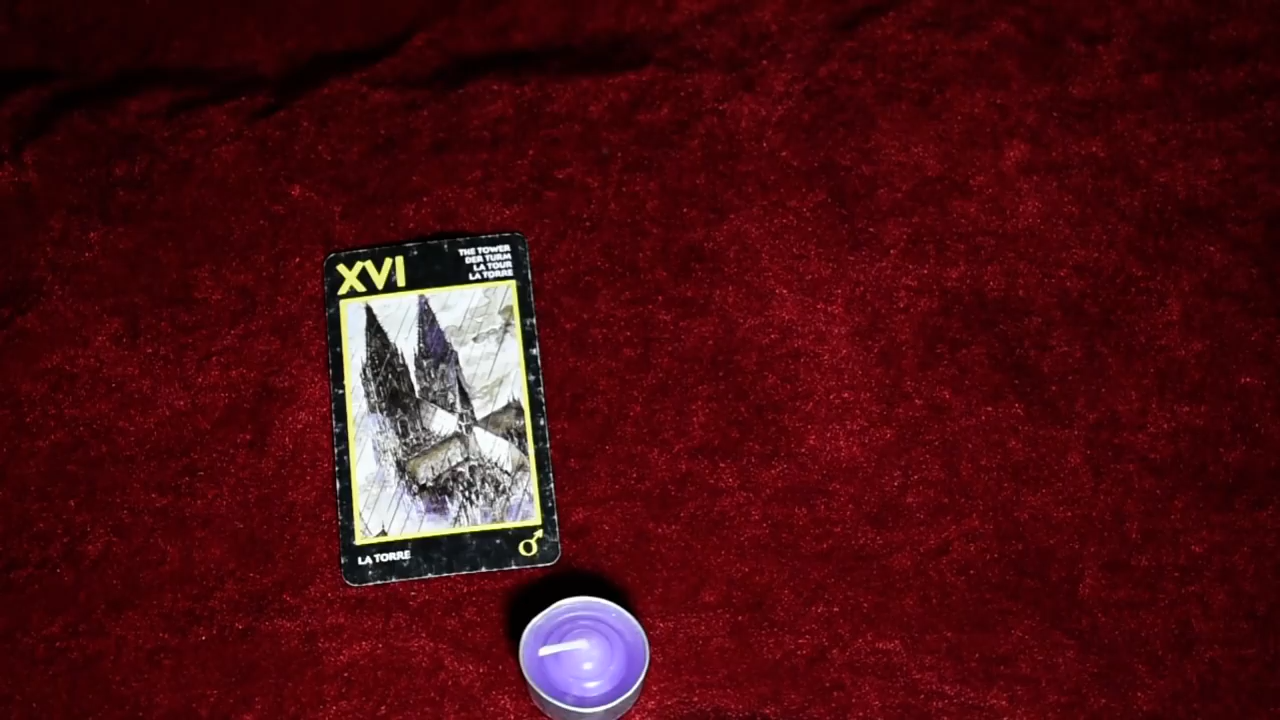 XVI
THE TOWER
DER TURM
LA TOUR
LA TORRE
LA TORRE